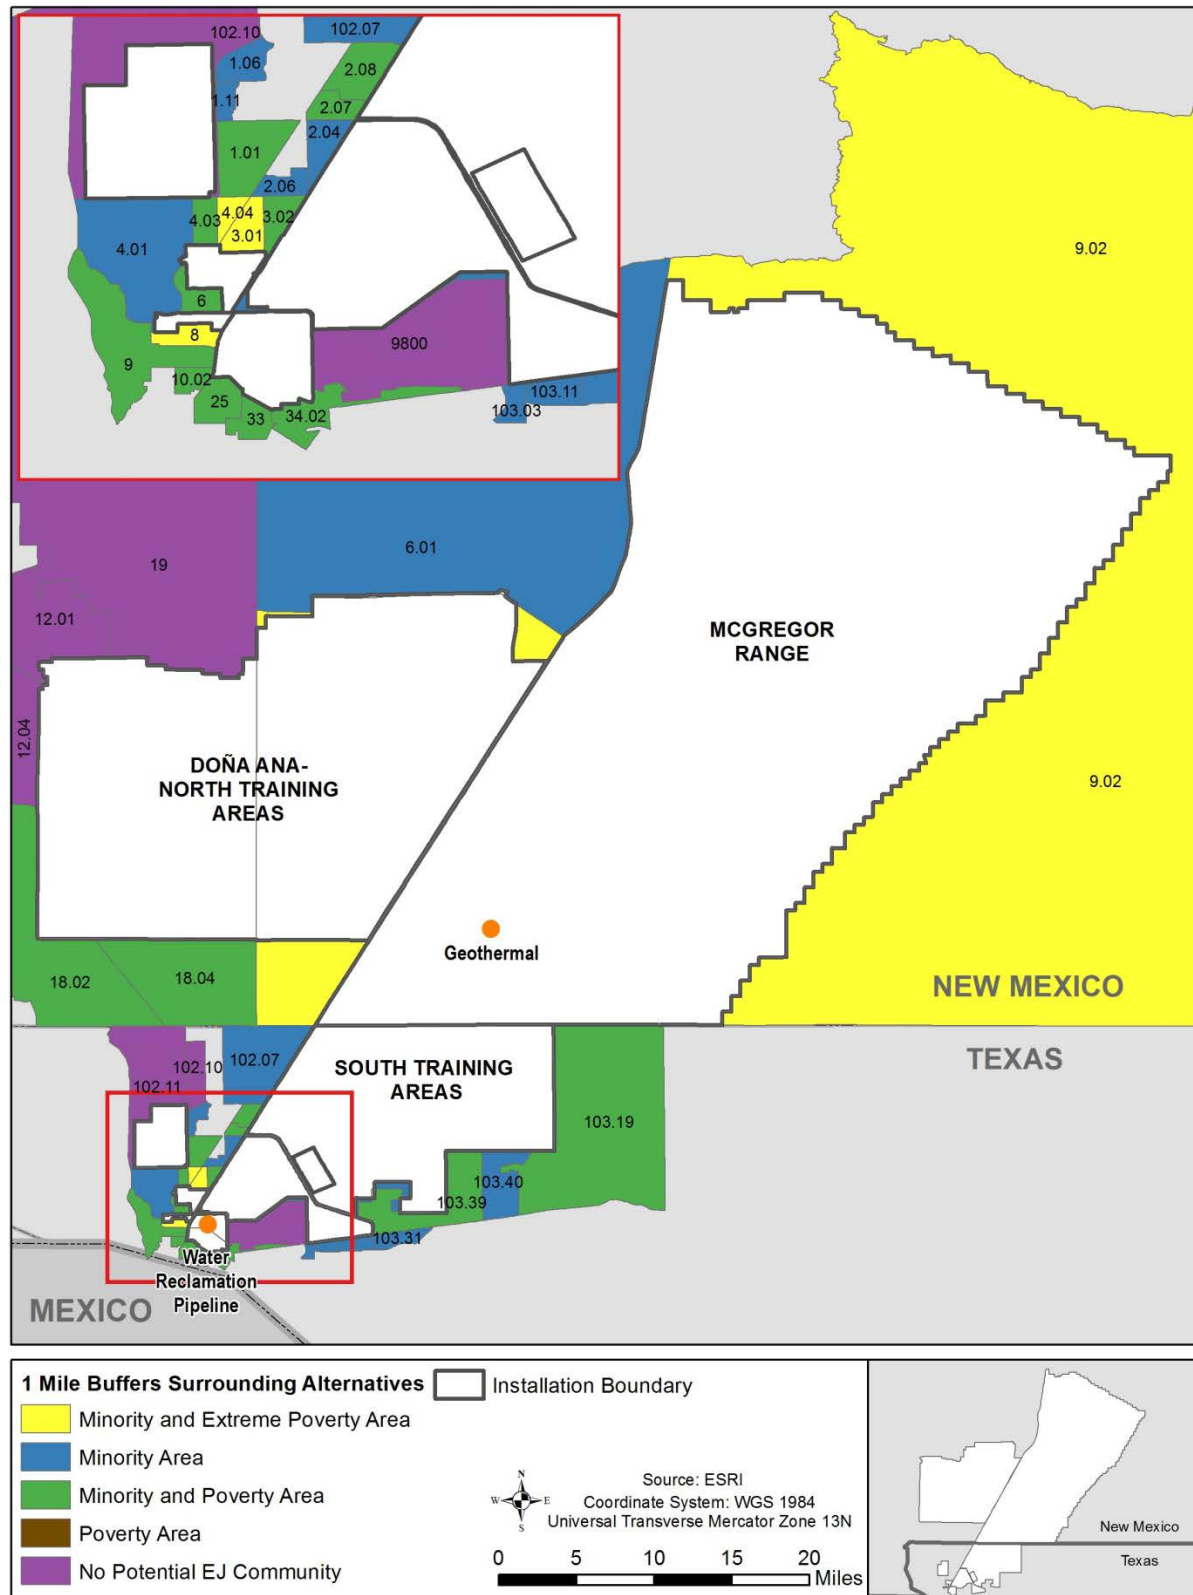 102.10
102.07
1.06
2.08
1.11
2.07
2.04
1.01
2.06
4.04
4.03
3.02
3.01
4.01
6
8
9800
9
10.02
25
33
34.02
103.11
103.03
9.02
19
6.01
12.01
MCGREGOR
RANGE
12.04
DOÑA ANA-
NORTH TRAINING
AREAS
9.02
Geothermal
18.02
18.04
NEW MEXICO
TEXAS
102.10
102.07
102.11
SOUTH TRAINING
AREAS
103.19
103.40
103.39
103.31
Water
Reclamation
Pipeline
MEXICO
1 Mile Buffers Surrounding Alternatives
Installation Boundary
Minority and Extreme Poverty Area
Minority Area
Minority and Poverty Area
Poverty Area
No Potential EJ Community
N
W E
S
Source: ESRI
Coordinate System: WGS 1984
Universal Transverse Mercator Zone 13N
0 5 10 15 20
Miles
New Mexico
Texas